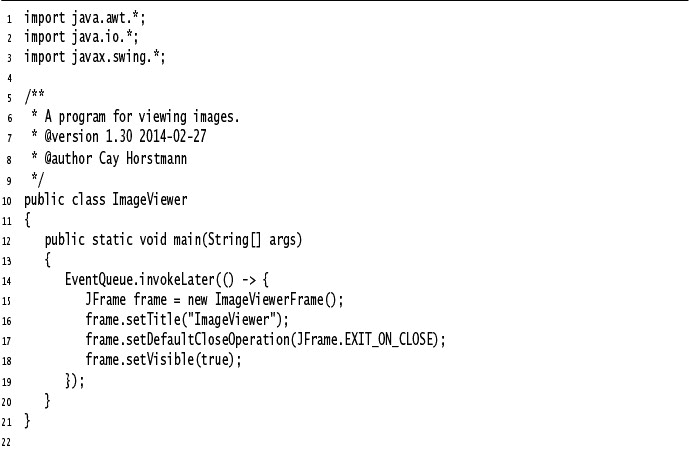 1 import java.awt.*;
2 import java.io.*;
3 import javax.swing.*;
4
5 /**
6  * A program for viewing images.
7  * @version 1.30 2014-02-27
8  * @author Cay Horstmann
9  */
10 public class ImageViewer
11 {
12    public static void main(String[] args)
13    {
14       EventQueue.invokeLater(() -> {
15          JFrame frame = new ImageViewerFrame();
16          frame.setTitle("ImageViewer");
17          frame.setDefaultCloseOperation(JFrame.EXIT_ON_CLOSE);
18          frame.setVisible(true);
19       });
20    }
21 }
22